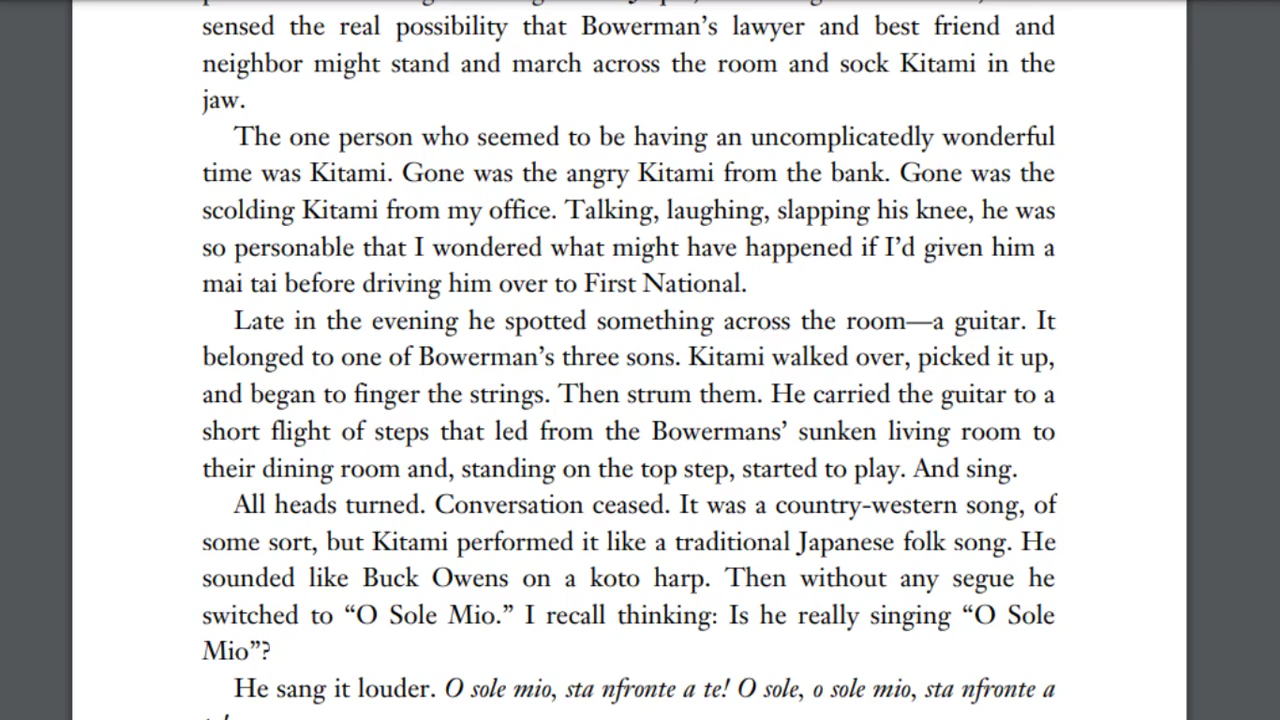 sensed the real possibility that Bowerman’s lawyer and best friend and
neighbor might stand and march across the room and sock Kitami in the
jaw.
The one person who seemed to be having an uncomplicatedly wonderful
time was Kitami. Gone was the angry Kitami from the bank. Gone was the
scolding Kitami from my office. Talking, laughing, slapping his knee, he was
so personable that I wondered what might have happened if I’d given him a
mai tai before driving him over to First National.
Late in the evening he spotted something across the room—a guitar. It
belonged to one of Bowerman’s three sons. Kitami walked over, picked it up,
and began to finger the strings. Then strum them. He carried the guitar to a
short flight of steps that led from the Bowermans’ sunken living room to
their dining room and, standing on the top step, started to play. And sing.
All heads turned. Conversation ceased. It was a country-western song, of
some sort, but Kitami performed it like a traditional Japanese folk song. He
sounded like Buck Owens on a koto harp. Then without any segue he
switched to “O Sole Mio.” I recall thinking: Is he really singing “O Sole
Mio”?
He sang it louder. O sole mio, sta nfronte a te! O sole, o sole mio, sta nfronte a